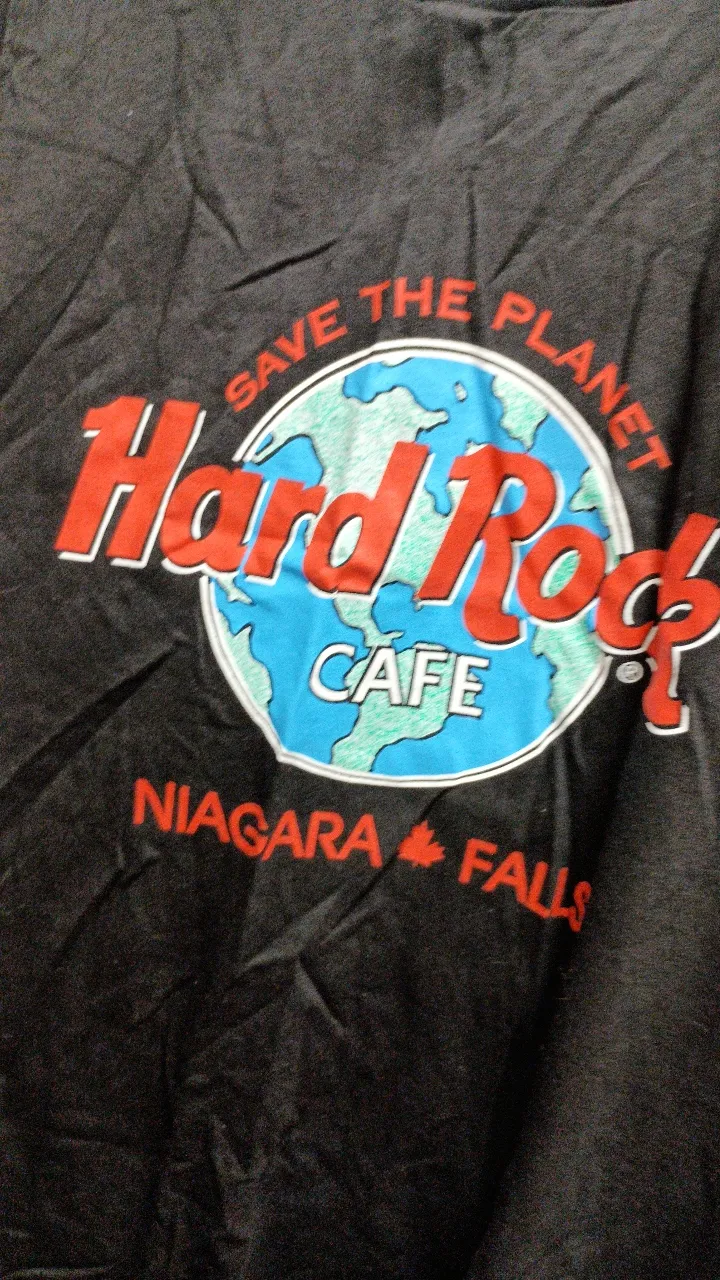 SAVE THE PLANET
Hard Rock
CAFE
®
NIAGARA FALLS